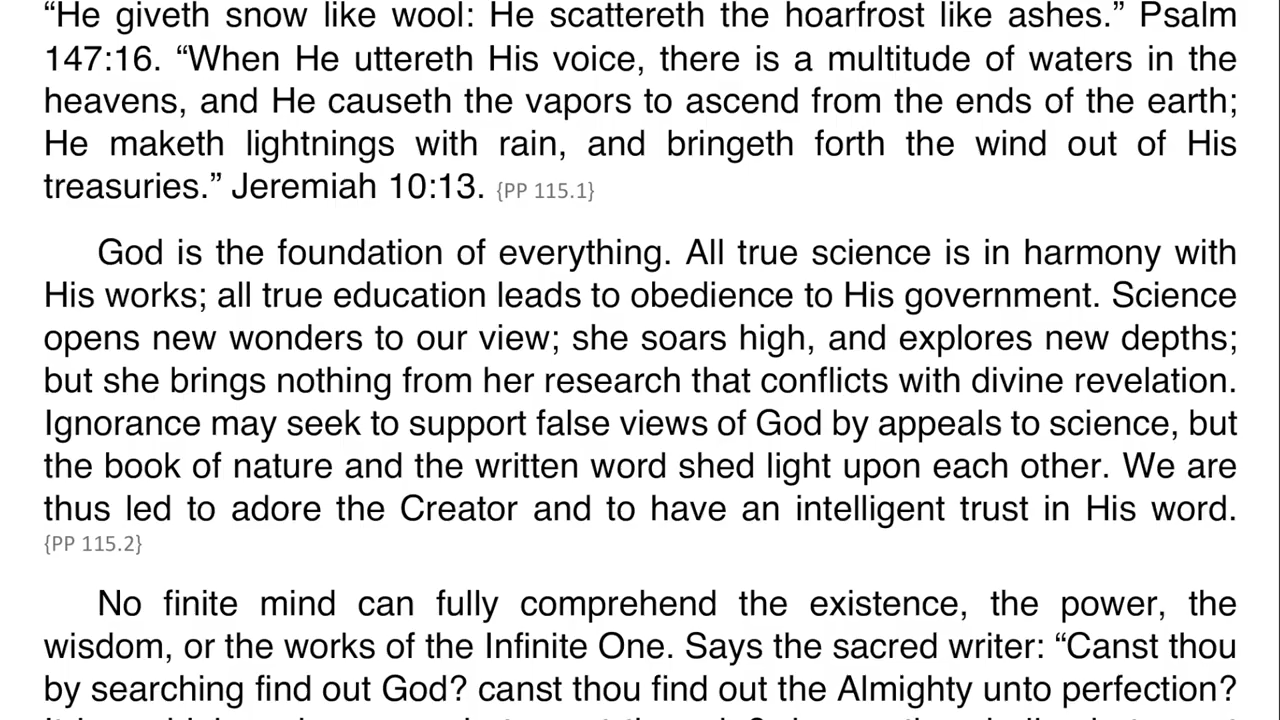 “He giveth snow like wool: He scattereth the hoarfrost like ashes.” Psalm
147:16. “When He uttereth His voice, there is a multitude of waters in the
heavens, and He causeth the vapors to ascend from the ends of the earth;
He maketh lightnings with rain, and bringeth forth the wind out of His
treasuries.” Jeremiah 10:13. {PP 115.1}
God is the foundation of everything. All true science is in harmony with
His works; all true education leads to obedience to His government. Science
opens new wonders to our view; she soars high, and explores new depths;
but she brings nothing from her research that conflicts with divine revelation.
Ignorance may seek to support false views of God by appeals to science, but
the book of nature and the written word shed light upon each other. We are
thus led to adore the Creator and to have an intelligent trust in His word.
{PP 115.2}
No finite mind can fully comprehend the existence, the power, the
wisdom, or the works of the Infinite One. Says the sacred writer: “Canst thou
by searching find out God? canst thou find out the Almighty unto perfection?